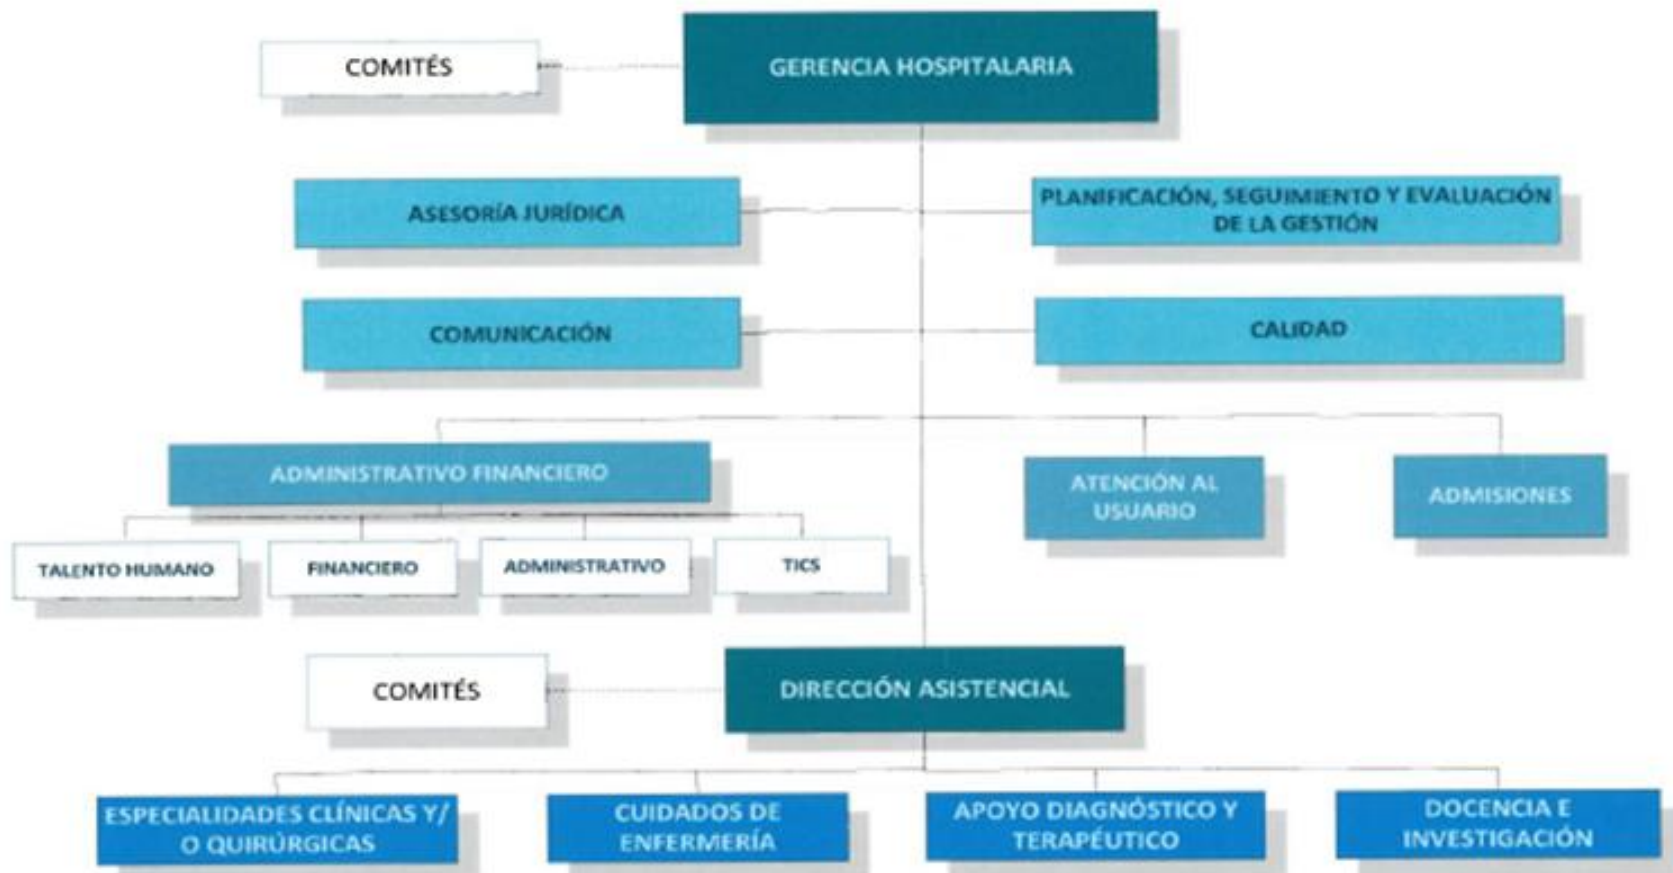 COMITÉS
GERENCIA HOSPITALARIA
ASESORÍA JURÍDICA
PLANIFICACIÓN, SEGUIMIENTO Y EVALUACIÓN
DE LA GESTIÓN
COMUNICACIÓN
CALIDAD
ADMINISTRATIVO FINANCIERO
ATENCIÓN AL
USUARIO
ADMISIONES
TALENTO HUMANO
FINANCIERO
ADMINISTRATIVO
TICS
COMITÉS
DIRECCIÓN ASISTENCIAL
ESPECIALIDADES CLÍNICAS Y/
O QUIRÚRGICAS
CUIDADOS DE
ENFERMERÍA
APOYO DIAGNÓSTICO Y
TERAPÉUTICO
DOCENCIA E
INVESTIGACIÓN